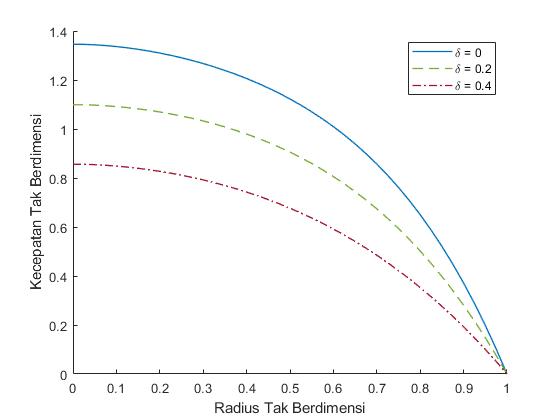 1.4
1.2
1
0.8
0.6
0.4
0.2
0
Kecepatan Tak Berdimensi
δ = 0
δ = 0.2
δ = 0.4
0 0.1 0.2 0.3 0.4 0.5 0.6 0.7 0.8 0.9 1
Radius Tak Berdimensi